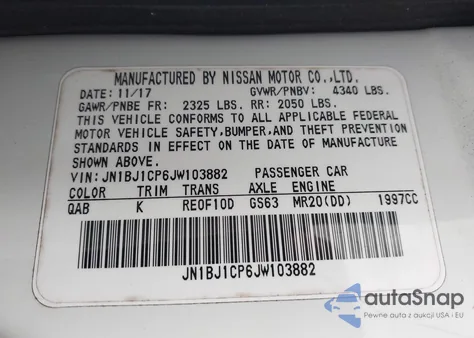 MANUFACTURED BY NISSAN MOTOR CO.,LTD.
DATE: 11/17 GVWR/PNBV: 4340 LBS.
GAWR/PNBE FR: 2325 LBS. RR: 2050 LBS.
THIS VEHICLE CONFORMS TO ALL APPLICABLE FEDERAL
MOTOR VEHICLE SAFETY, BUMPER, AND THEFT PREVENTION
STANDARDS IN EFFECT ON THE DATE OF MANUFACTURE
SHOWN ABOVE.
VIN: JN1BJ1CP6JW103882 PASSENGER CAR
COLOR TRIM TRANS AXLE ENGINE
QAB K RE0F10D GS63 MR20(DD) 1997CC
JN1BJ1CP6JW103882
autoSnap
Pewne auta z aukcji USA i EU